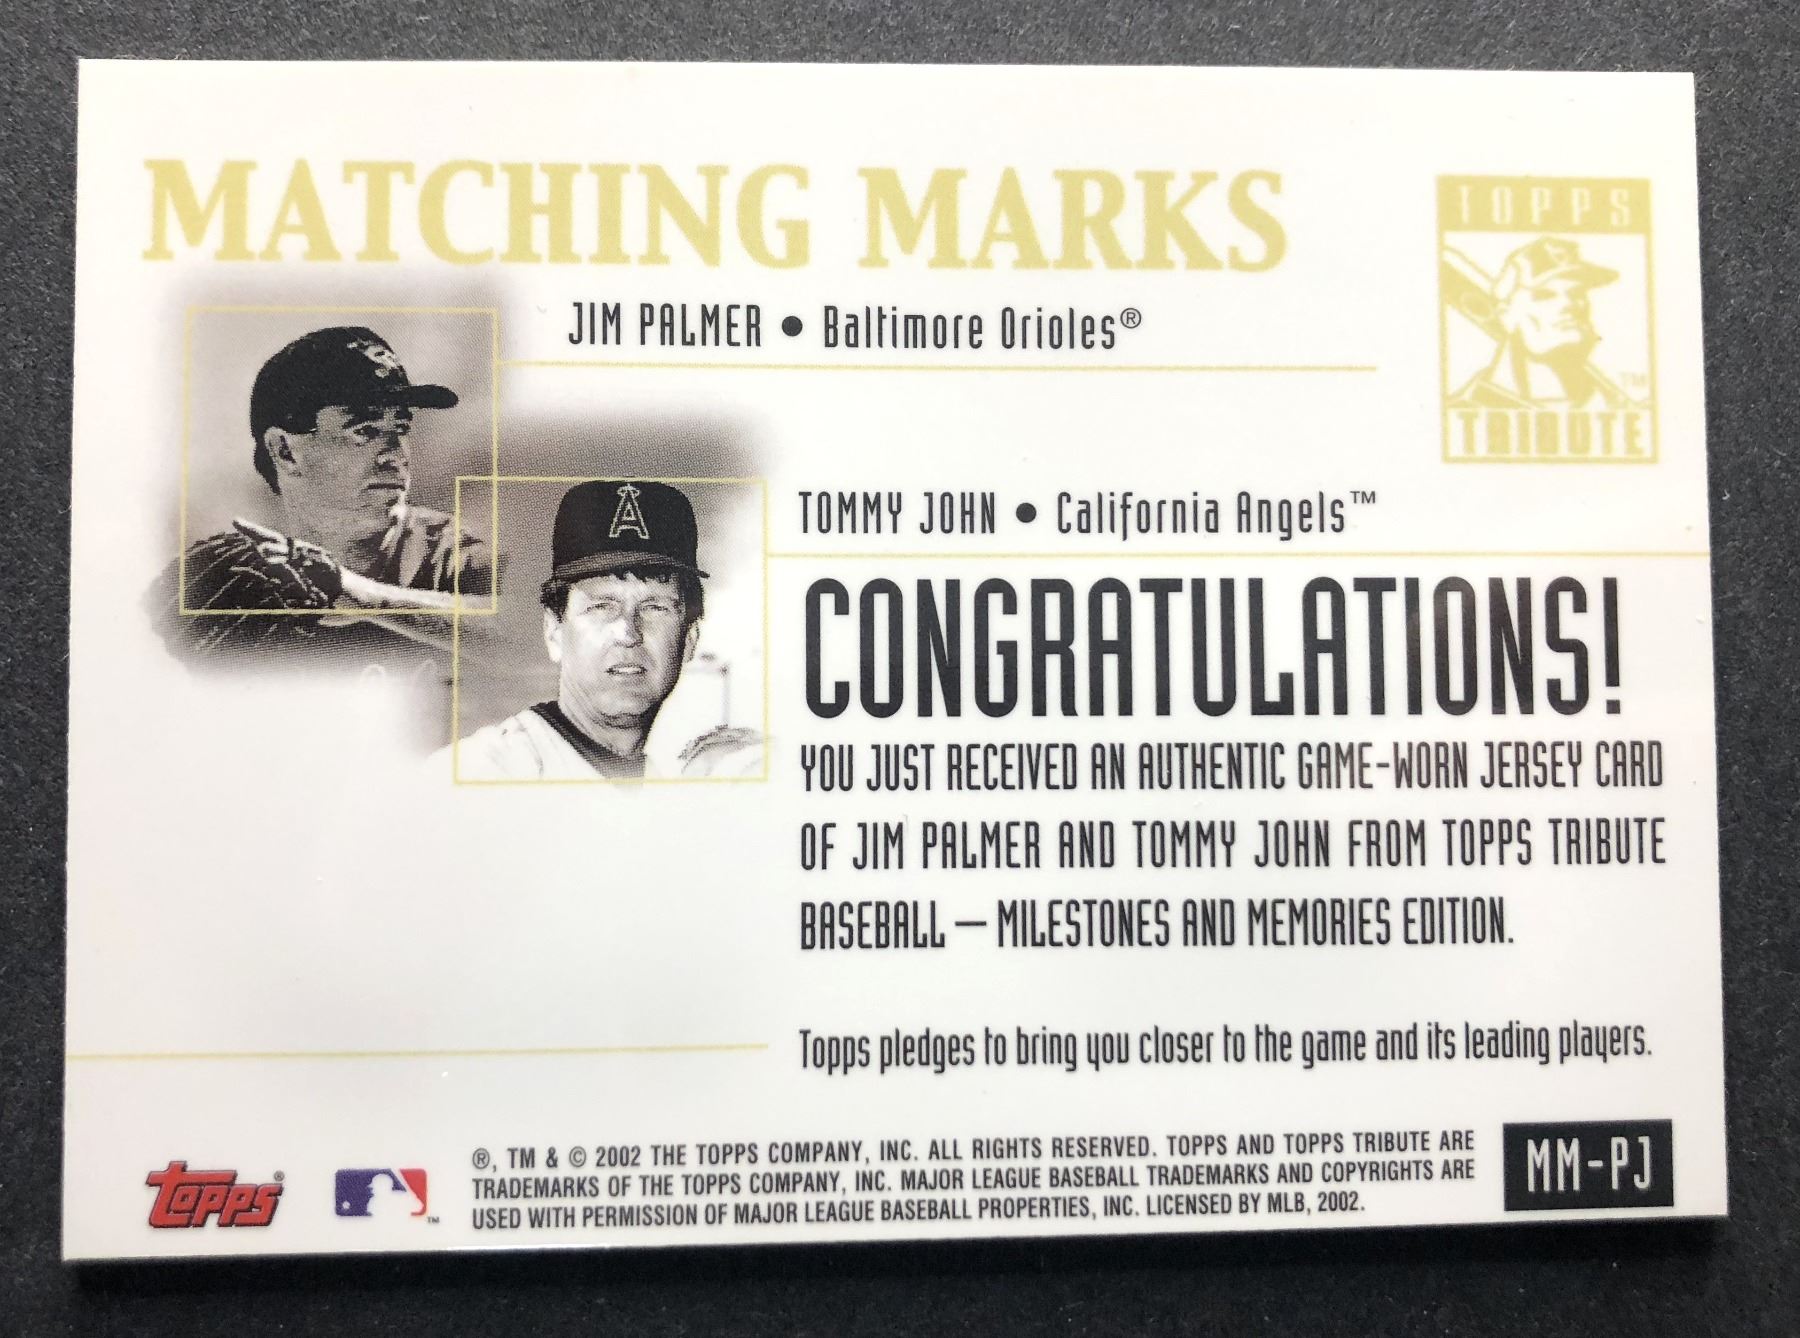 MATCHING MARKS
TOPPS
JIM PALMER • Baltimore Orioles®
TM
TRIBUTE
A
TOMMY JOHN • California Angels™
CONGRATULATIONS!
YOU JUST RECEIVED AN AUTHENTIC GAME-WORN JERSEY CARD
OF JIM PALMER AND TOMMY JOHN FROM TOPPS TRIBUTE
BASEBALL — MILESTONES AND MEMORIES EDITION.
Topps pledges to bring you closer to the game and its leading players.
topps®
TM
®, TM & © 2002 THE TOPPS COMPANY, INC. ALL RIGHTS RESERVED. TOPPS AND TOPPS TRIBUTE ARE
TRADEMARKS OF THE TOPPS COMPANY, INC. MAJOR LEAGUE BASEBALL TRADEMARKS AND COPYRIGHTS ARE
USED WITH PERMISSION OF MAJOR LEAGUE BASEBALL PROPERTIES, INC. LICENSED BY MLB, 2002.
MM-PJ